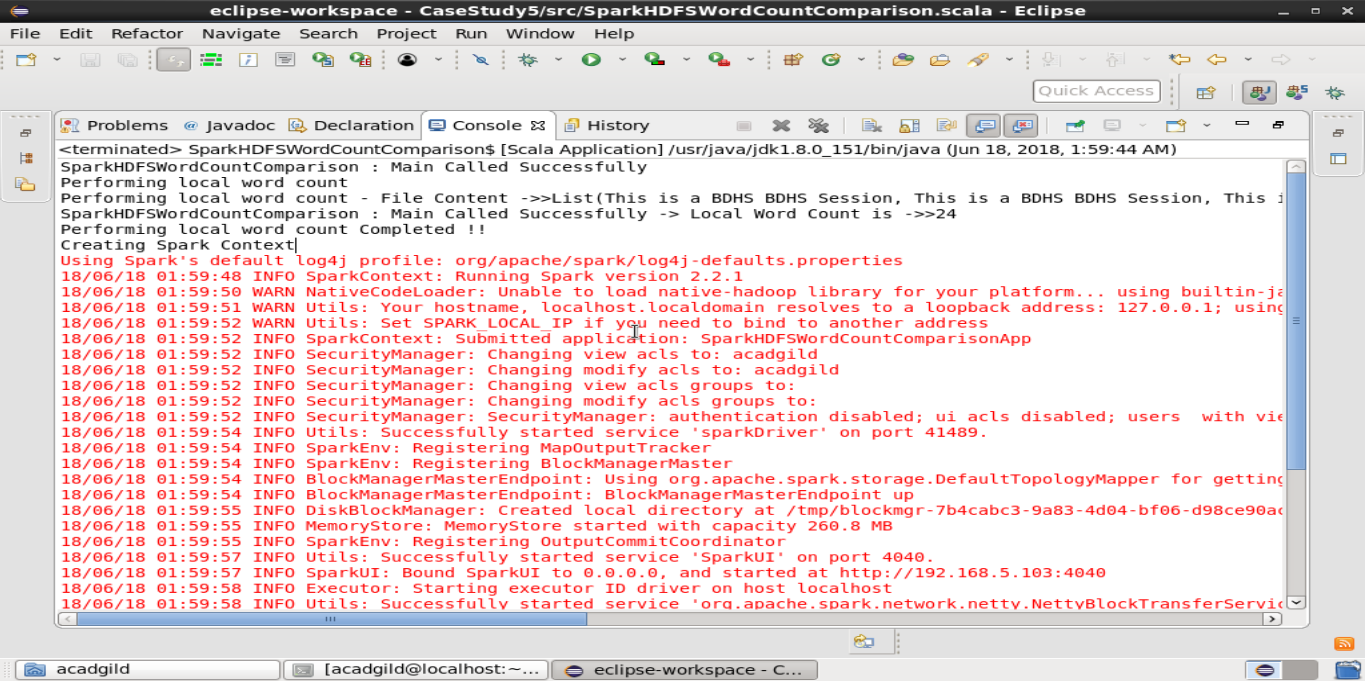 eclipse-workspace - CaseStudy5/src/SparkHDFSWordCountComparison.scala - Eclipse
File Edit Refactor Navigate Search Project Run Window Help
Quick Access
Problems @ Javadoc Declaration Console History
<terminated> SparkHDFSWordCountComparison$ [Scala Application] /usr/java/jdk1.8.0_151/bin/java (Jun 18, 2018, 1:59:44 AM)
SparkHDFSWordCountComparison : Main Called Successfully
Performing local word count
Performing local word count - File Content ->>List(This is a BDHS BDHS Session, This is a BDHS BDHS Session, This i
SparkHDFSWordCountComparison : Main Called Successfully -> Local Word Count is ->>24
Performing local word count Completed !!
Creating Spark Context
Using Spark's default log4j profile: org/apache/spark/log4j-defaults.properties
18/06/18 01:59:48 INFO SparkContext: Running Spark version 2.2.1
18/06/18 01:59:50 WARN NativeCodeLoader: Unable to load native-hadoop library for your platform... using builtin-ja
18/06/18 01:59:51 WARN Utils: Your hostname, localhost.localdomain resolves to a loopback address: 127.0.0.1; using
18/06/18 01:59:52 WARN Utils: Set SPARK_LOCAL_IP if you need to bind to another address
18/06/18 01:59:52 INFO SparkContext: Submitted application: SparkHDFSWordCountComparisonApp
18/06/18 01:59:52 INFO SecurityManager: Changing view acls to: acadgild
18/06/18 01:59:52 INFO SecurityManager: Changing modify acls to: acadgild
18/06/18 01:59:52 INFO SecurityManager: Changing view acls groups to:
18/06/18 01:59:52 INFO SecurityManager: Changing modify acls groups to:
18/06/18 01:59:52 INFO SecurityManager: SecurityManager: authentication disabled; ui acls disabled; users  with vie
18/06/18 01:59:54 INFO Utils: Successfully started service 'sparkDriver' on port 41489.
18/06/18 01:59:54 INFO SparkEnv: Registering MapOutputTracker
18/06/18 01:59:54 INFO SparkEnv: Registering BlockManagerMaster
18/06/18 01:59:54 INFO BlockManagerMasterEndpoint: Using org.apache.spark.storage.DefaultTopologyMapper for getting
18/06/18 01:59:54 INFO BlockManagerMasterEndpoint: BlockManagerMasterEndpoint up
18/06/18 01:59:55 INFO DiskBlockManager: Created local directory at /tmp/blockmgr-7b4cabc3-9a83-4d04-bf06-d98ce90ac
18/06/18 01:59:55 INFO MemoryStore: MemoryStore started with capacity 260.8 MB
18/06/18 01:59:55 INFO SparkEnv: Registering OutputCommitCoordinator
18/06/18 01:59:57 INFO Utils: Successfully started service 'SparkUI' on port 4040.
18/06/18 01:59:57 INFO SparkUI: Bound SparkUI to 0.0.0.0, and started at http://192.168.5.103:4040
18/06/18 01:59:58 INFO Executor: Starting executor ID driver on host localhost
18/06/18 01:59:58 INFO Utils: Successfully started service 'org.apache.spark.network.netty.NettyBlockTransferServic
acadgild [acadgild@localhost:~... eclipse-workspace - C...